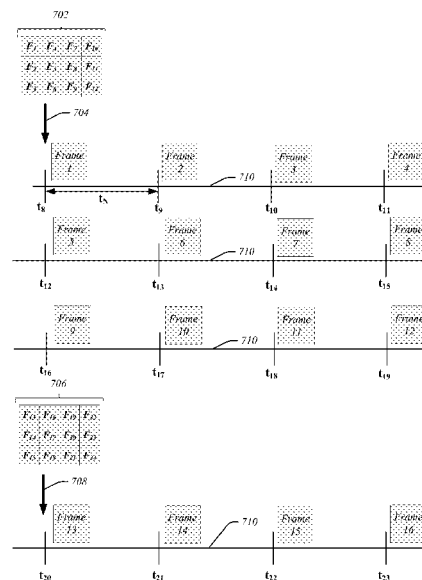 702
F1 F4 F7 F10
F2 F5 F8 F11
F3 F6 F9 F12
704
Frame 1 Frame 2 Frame 3 Frame 4
710
t5
t8 t9 t10 t11
Frame 5 Frame 6 Frame 7 Frame 8
710
t12 t13 t14 t15
Frame 9 Frame 10 Frame 11 Frame 12
710
t16 t17 t18 t19
706
F13 F16 F19 F22
F14 F17 F20 F23
F15 F18 F21 F24
708
Frame 13 Frame 14 Frame 15 Frame 16
710
t20 t21 t22 t23